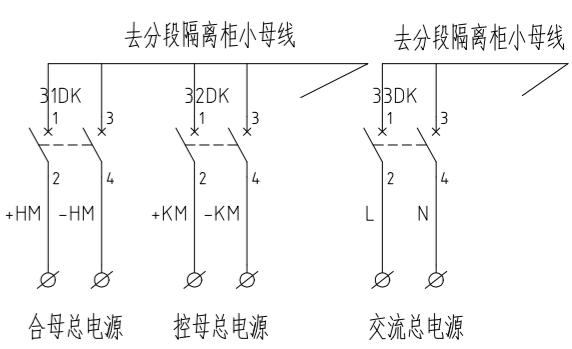 去分段隔离柜小母线 去分段隔离柜小母线
31DK 32DK 33DK
1 3 1 3 1 3
2 4 2 4 2 4
+HM -HM +KM -KM L N
合母总电源 控母总电源 交流总电源